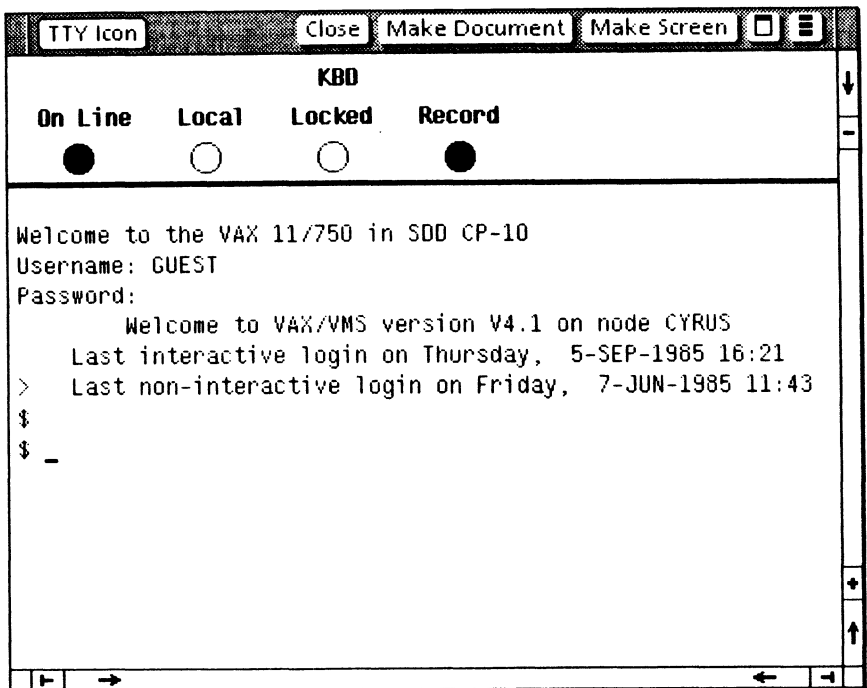 TTY Icon Close Make Document Make Screen
KBD
On Line Local Locked Record
Welcome to the VAX 11/750 in SDD CP-10
Username: GUEST
Password:
Welcome to VAX/VMS version V4.1 on node CYRUS
Last interactive login on Thursday, 5-SEP-1985 16:21
> Last non-interactive login on Friday, 7-JUN-1985 11:43
$
$ _